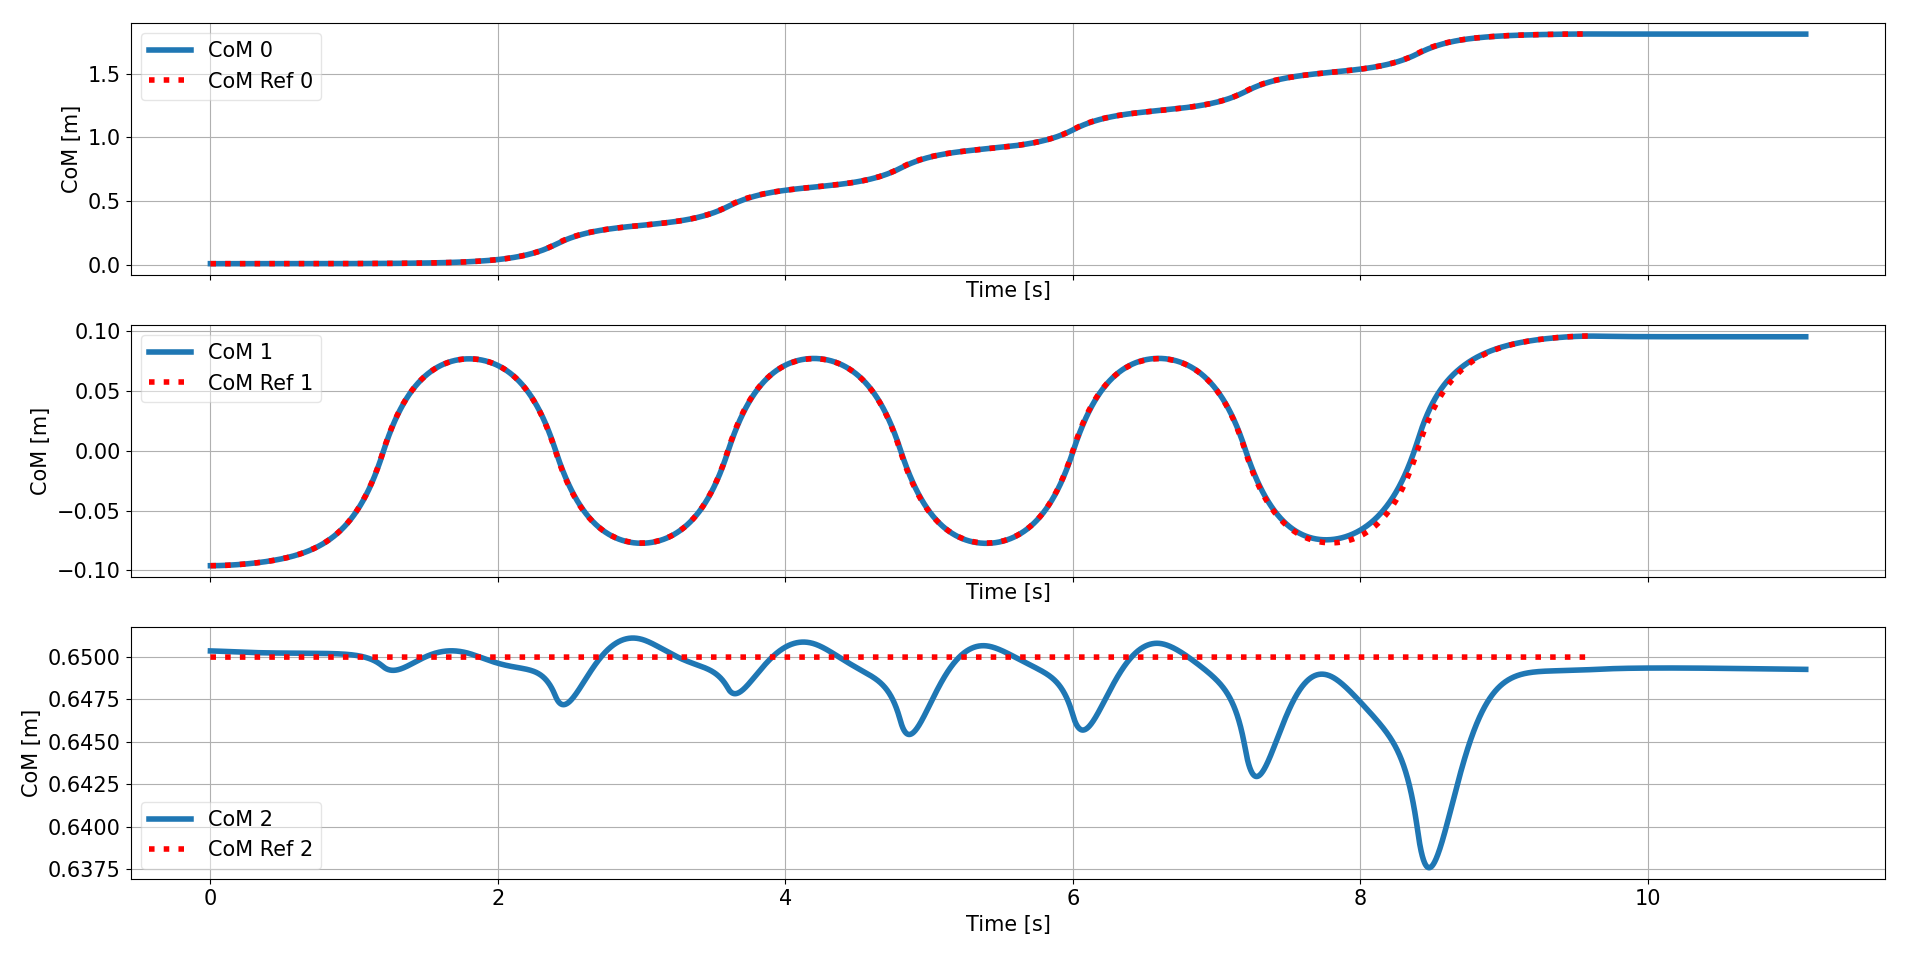 CoM 0
CoM Ref 0
1.5
1.0
0.5
0.0
CoM [m]
Time [s]
CoM 1
CoM Ref 1
0.10
0.05
0.00
−0.05
−0.10
CoM [m]
Time [s]
0.6500
0.6475
0.6450
0.6425
0.6400
0.6375
CoM [m]
CoM 2
CoM Ref 2
0 2 4 6 8 10
Time [s]